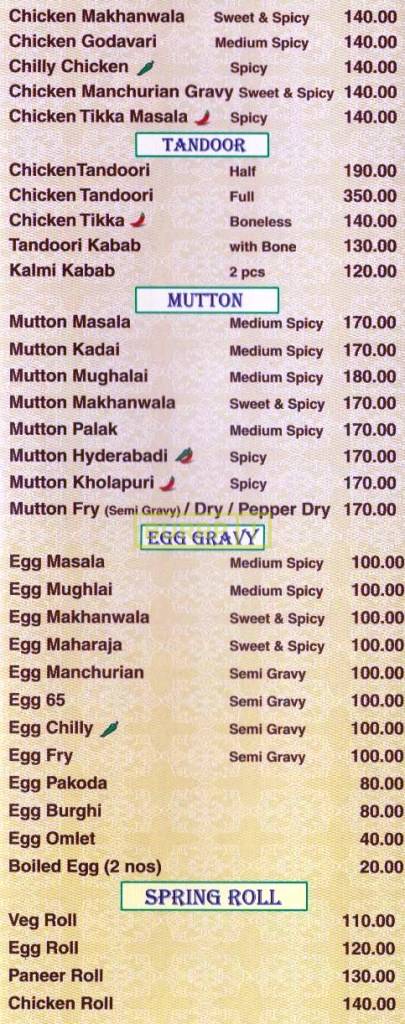 Chicken Makhanwala Sweet & Spicy 140.00
Chicken Godavari Medium Spicy 140.00
Chilly Chicken Spicy 140.00
Chicken Manchurian Gravy Sweet & Spicy 140.00
Chicken Tikka Masala Spicy 140.00
TANDOOR
ChickenTandoori Half 190.00
Chicken Tandoori Full 350.00
Chicken Tikka Boneless 140.00
Tandoori Kabab with Bone 130.00
Kalmi Kabab 2 pcs 120.00
MUTTON
Mutton Masala Medium Spicy 170.00
Mutton Kadai Medium Spicy 170.00
Mutton Mughalai Medium Spicy 180.00
Mutton Makhanwala Sweet & Spicy 170.00
Mutton Palak Medium Spicy 170.00
Mutton Hyderabadi Spicy 170.00
Mutton Kholapuri Spicy 170.00
Mutton Fry (Semi Gravy) / Dry / Pepper Dry 170.00
EGG GRAVY
Egg Masala Medium Spicy 100.00
Egg Mughlai Medium Spicy 100.00
Egg Makhanwala Sweet & Spicy 100.00
Egg Maharaja Sweet & Spicy 100.00
Egg Manchurian Semi Gravy 100.00
Egg 65 Semi Gravy 100.00
Egg Chilly Semi Gravy 100.00
Egg Fry Semi Gravy 100.00
Egg Pakoda 80.00
Egg Burghi 80.00
Egg Omlet 40.00
Boiled Egg (2 nos) 20.00
SPRING ROLL
Veg Roll 110.00
Egg Roll 120.00
Paneer Roll 130.00
Chicken Roll 140.00